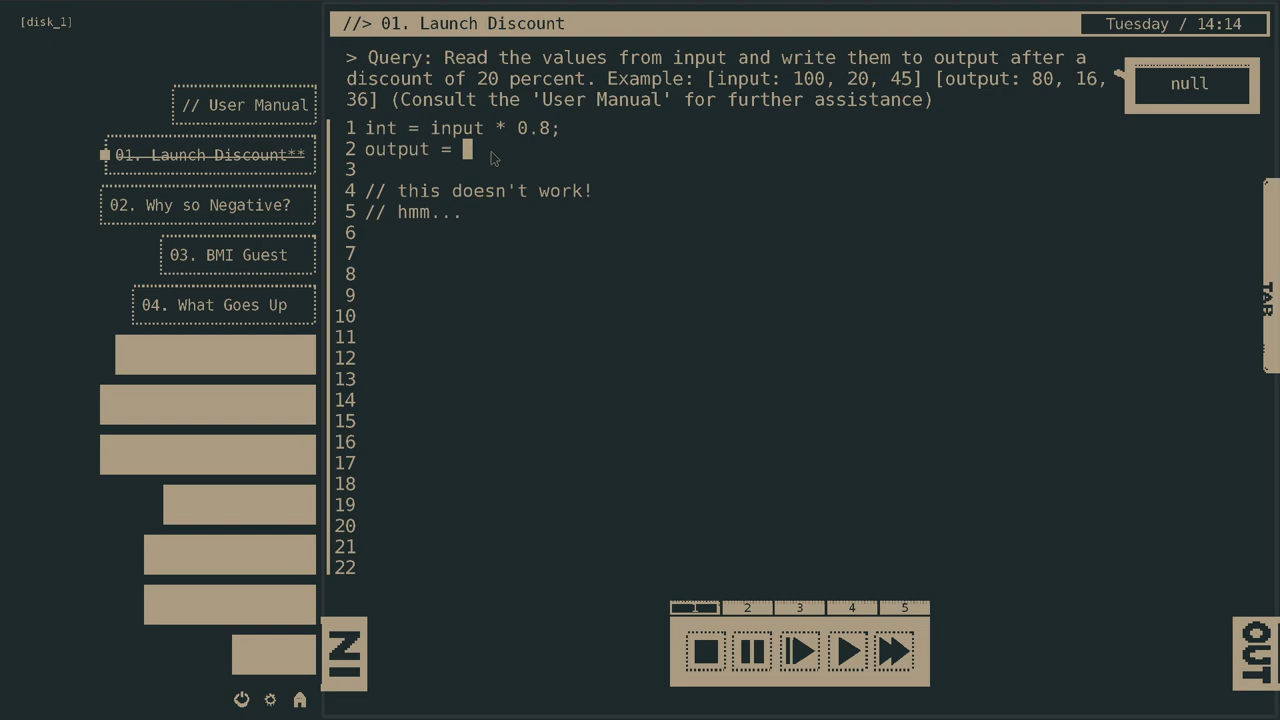 [disk_1]
// User Manual
01. Launch Discount**
02. Why so Negative?
03. BMI Guest
04. What Goes Up
//> 01. Launch Discount
Tuesday / 14:14
> Query: Read the values from input and write them to output after a
discount of 20 percent. Example: [input: 100, 20, 45] [output: 80, 16,
36] (Consult the 'User Manual' for further assistance)
null
1 int = input * 0.8;
2 output =
3
4 // this doesn't work!
5 // hmm...
6
7
8
9
10
11
12
13
14
15
16
17
18
19
20
21
22
TAB
IN
1 2 3 4 5
OUT